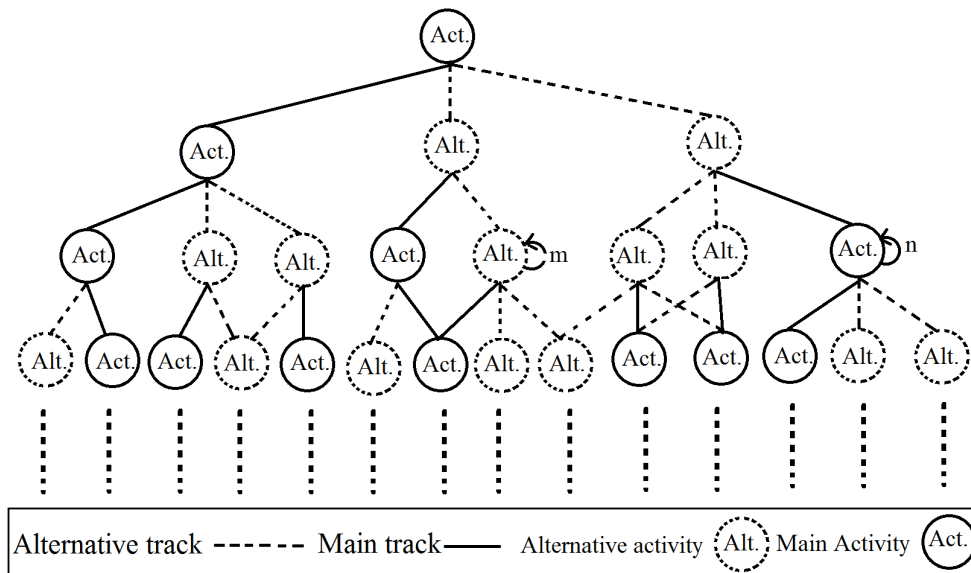 Act.
Act. Alt. Alt.
Act. Alt. Alt. Act. Alt. m Alt. Alt. Act. n
Alt. Act. Act. Alt. Act. Alt. Act. Alt. Alt. Act. Act. Act. Alt. Alt.
Alternative track Main track Alternative activity Alt. Main Activity Act.